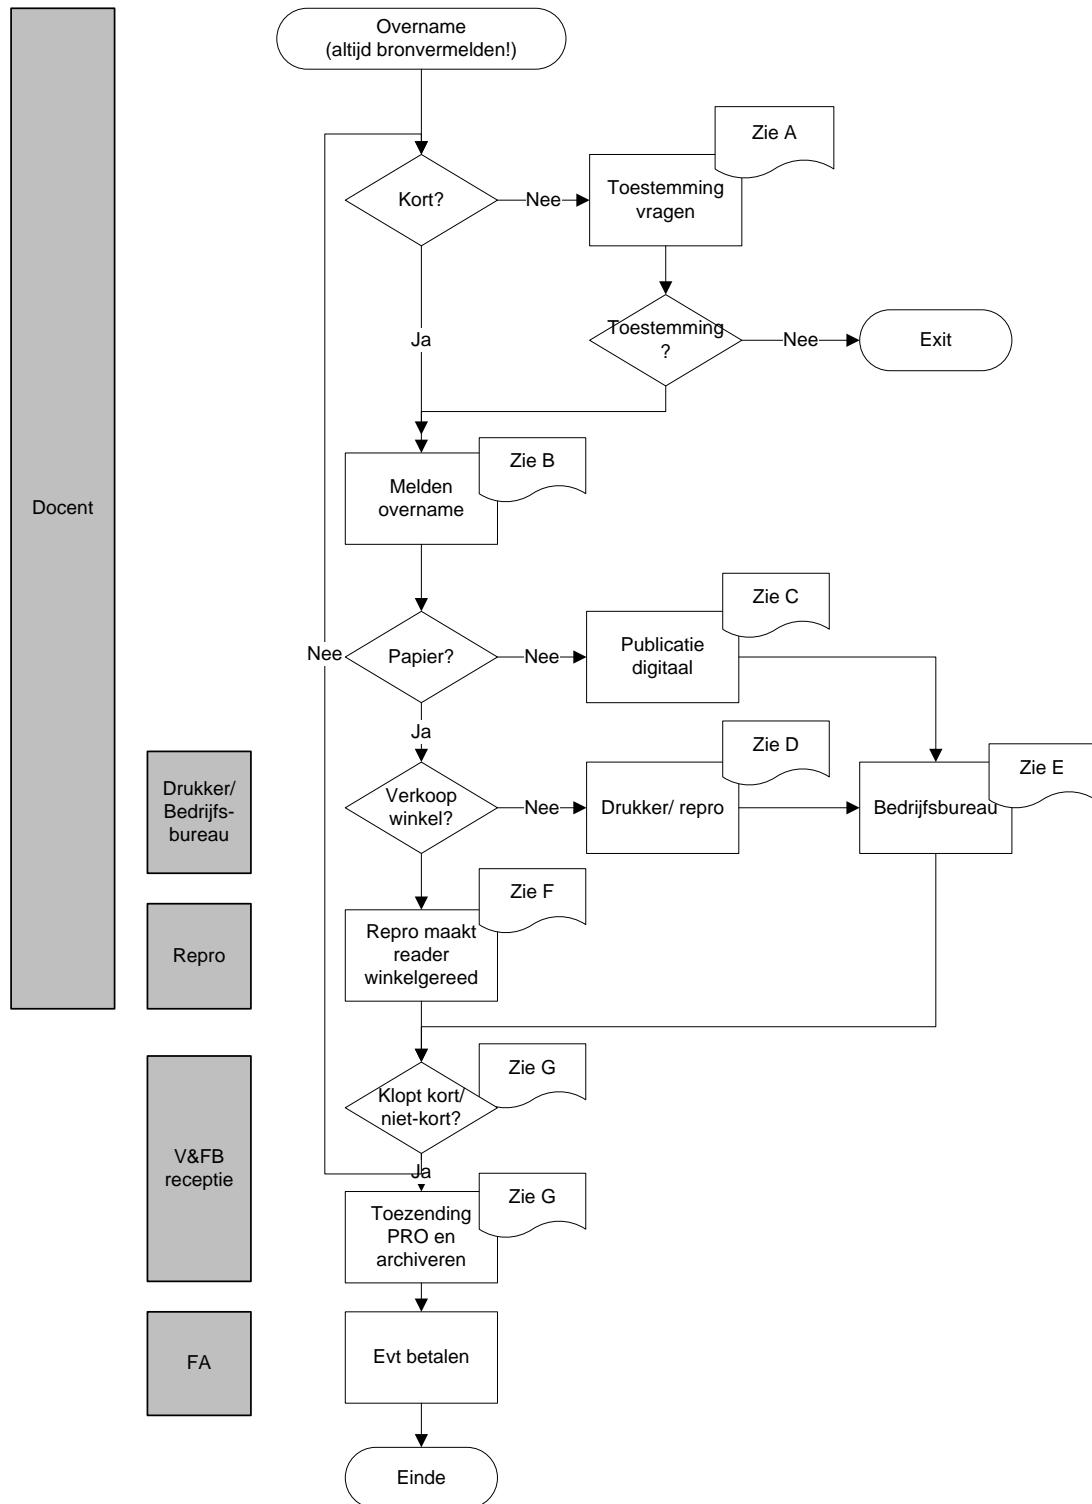 Overname
(altijd bronvermelden!)
Zie A
Kort?
Nee
Toestemming
vragen
Ja
Toestemming
?
Nee
Exit
Zie B
Melden
overname
Docent
Zie C
Nee
Papier?
Nee
Publicatie
digitaal
Ja
Zie D
Zie E
Drukker/
Bedrijfs-
bureau
Verkoop
winkel?
Nee
Drukker/ repro
Bedrijfsbureau
Zie F
Repro
Repro maakt
reader
winkelgereed
Zie G
Klopt kort/
niet-kort?
V&FB
receptie
Ja
Zie G
Toezending
PRO en
archiveren
FA
Evt betalen
Einde